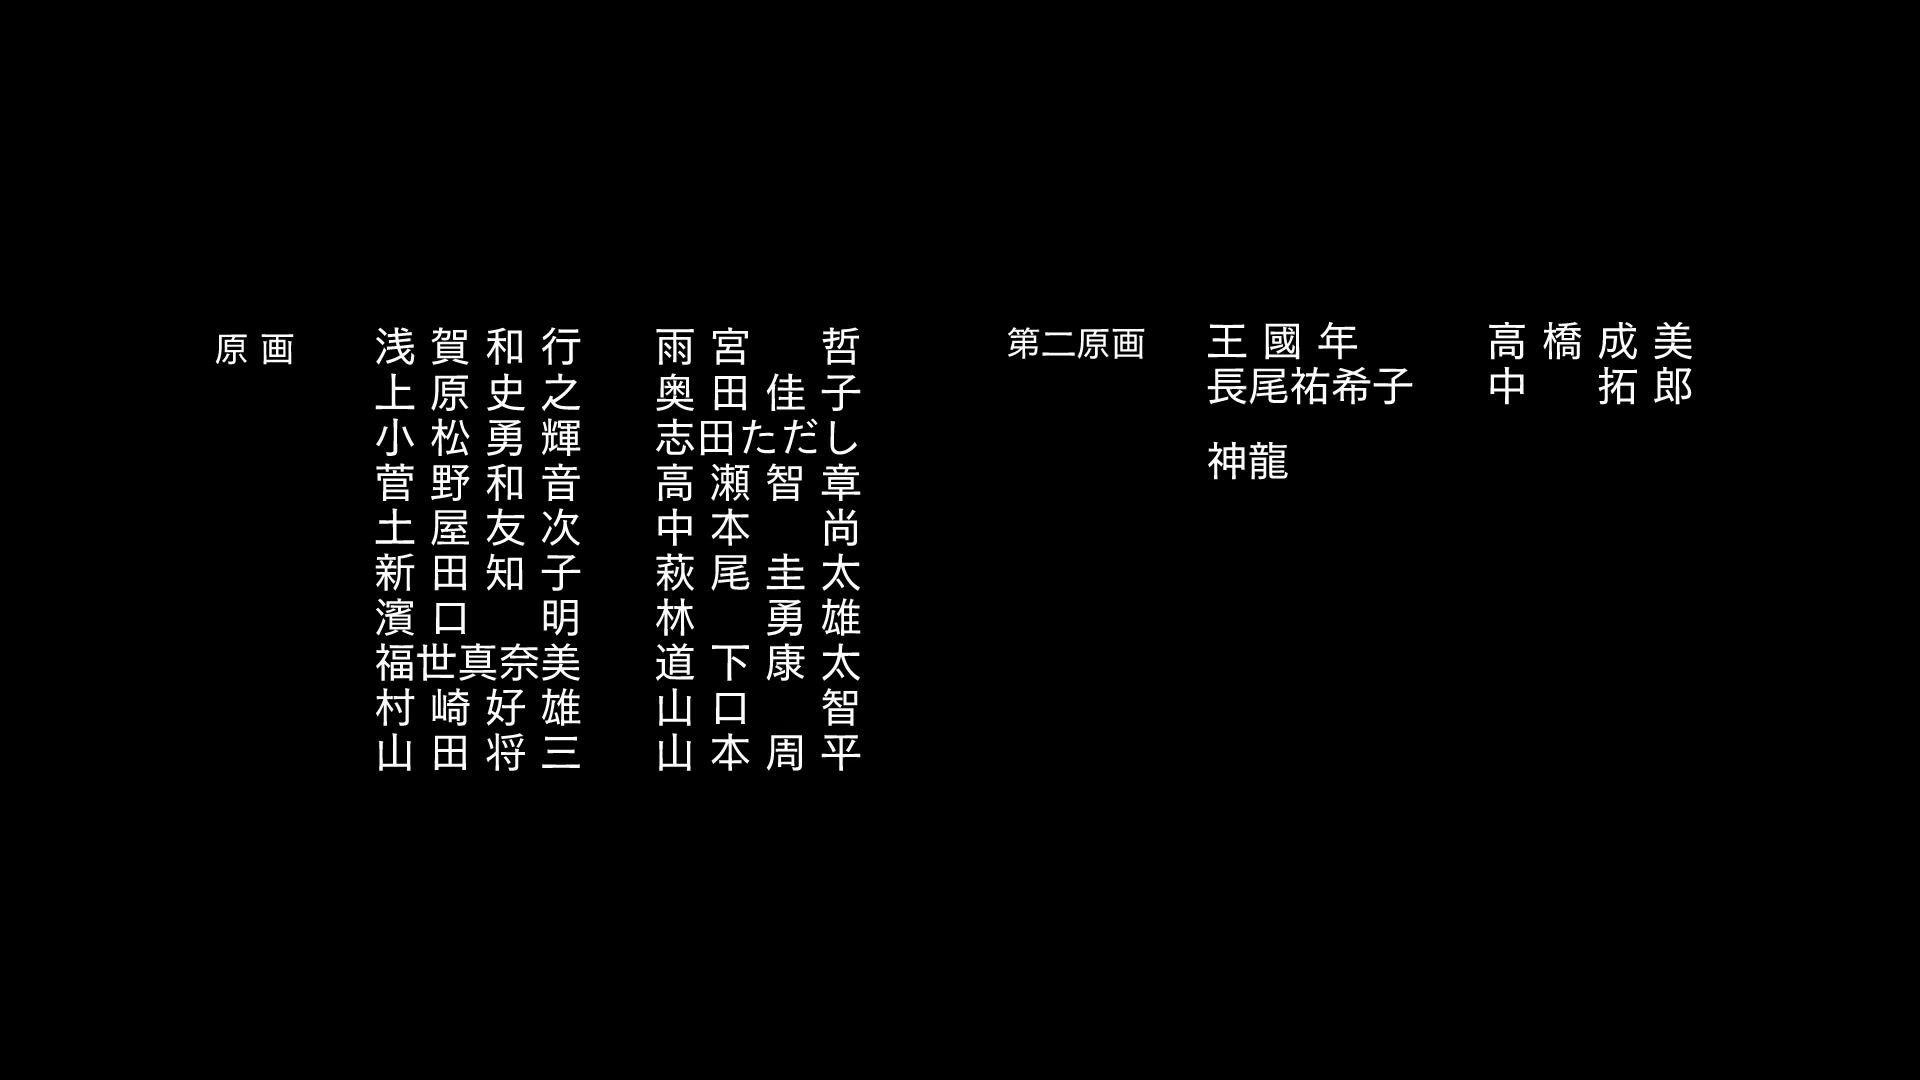 原画
浅賀和行 雨宮 哲
上原史之 奥田佳子
小松勇輝 志田ただし
菅野和音 高瀬智章
土屋友次 中本 尚
新田知子 萩尾圭太
濱口 明 林 勇雄
福世真奈美 道下康太
村崎好雄 山口 智
山田将三 山本周平
第二原画
王國年 高橋成美
長尾祐希子 中 拓郎
神龍